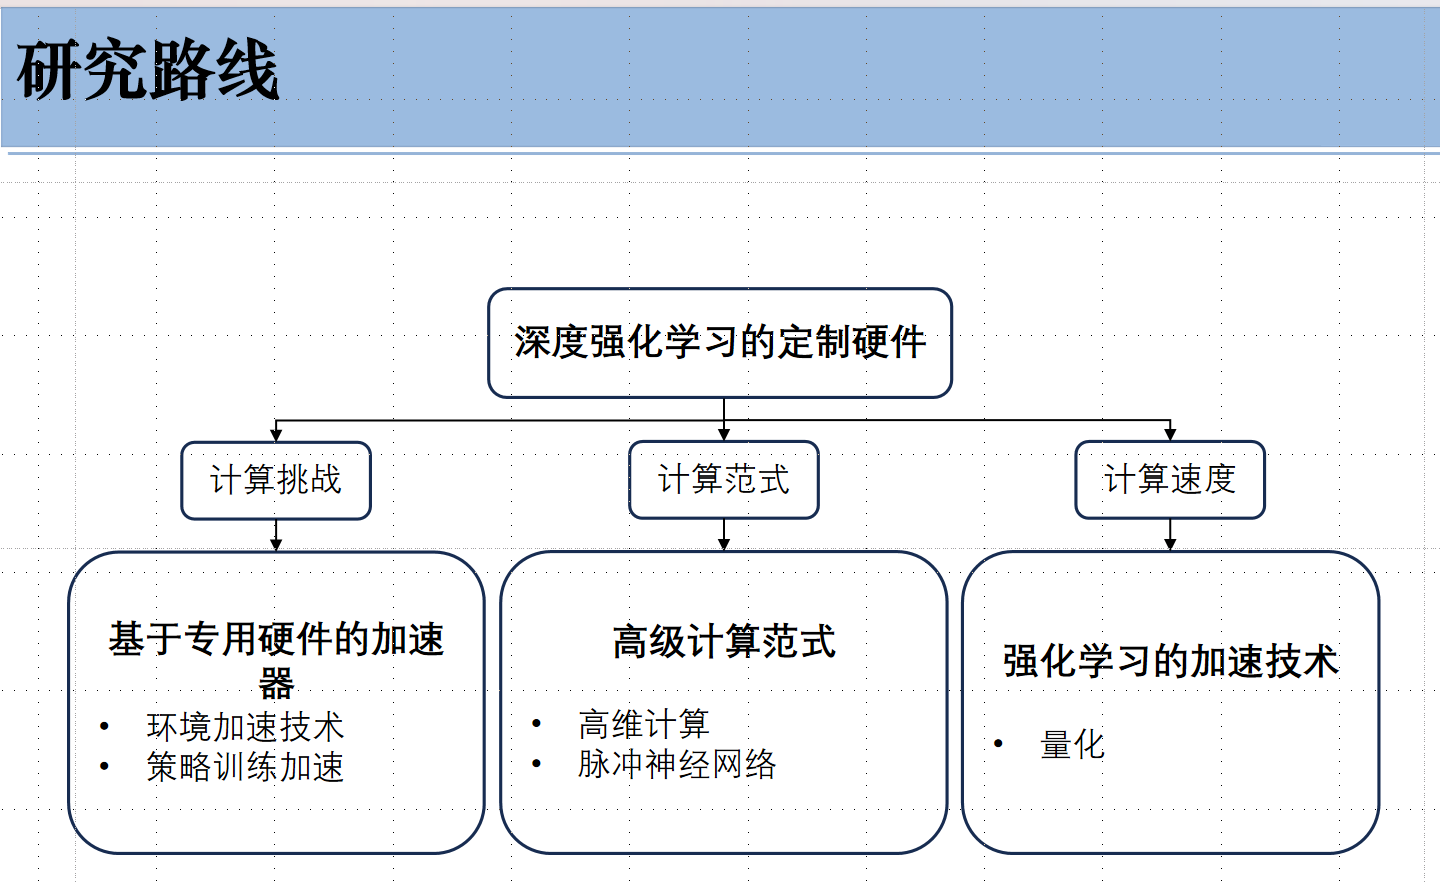 研究路线
深度强化学习的定制硬件
计算挑战
计算范式
计算速度
基于专用硬件的加速
器
• 环境加速技术
• 策略训练加速
高级计算范式
• 高维计算
• 脉冲神经网络
强化学习的加速技术
• 量化